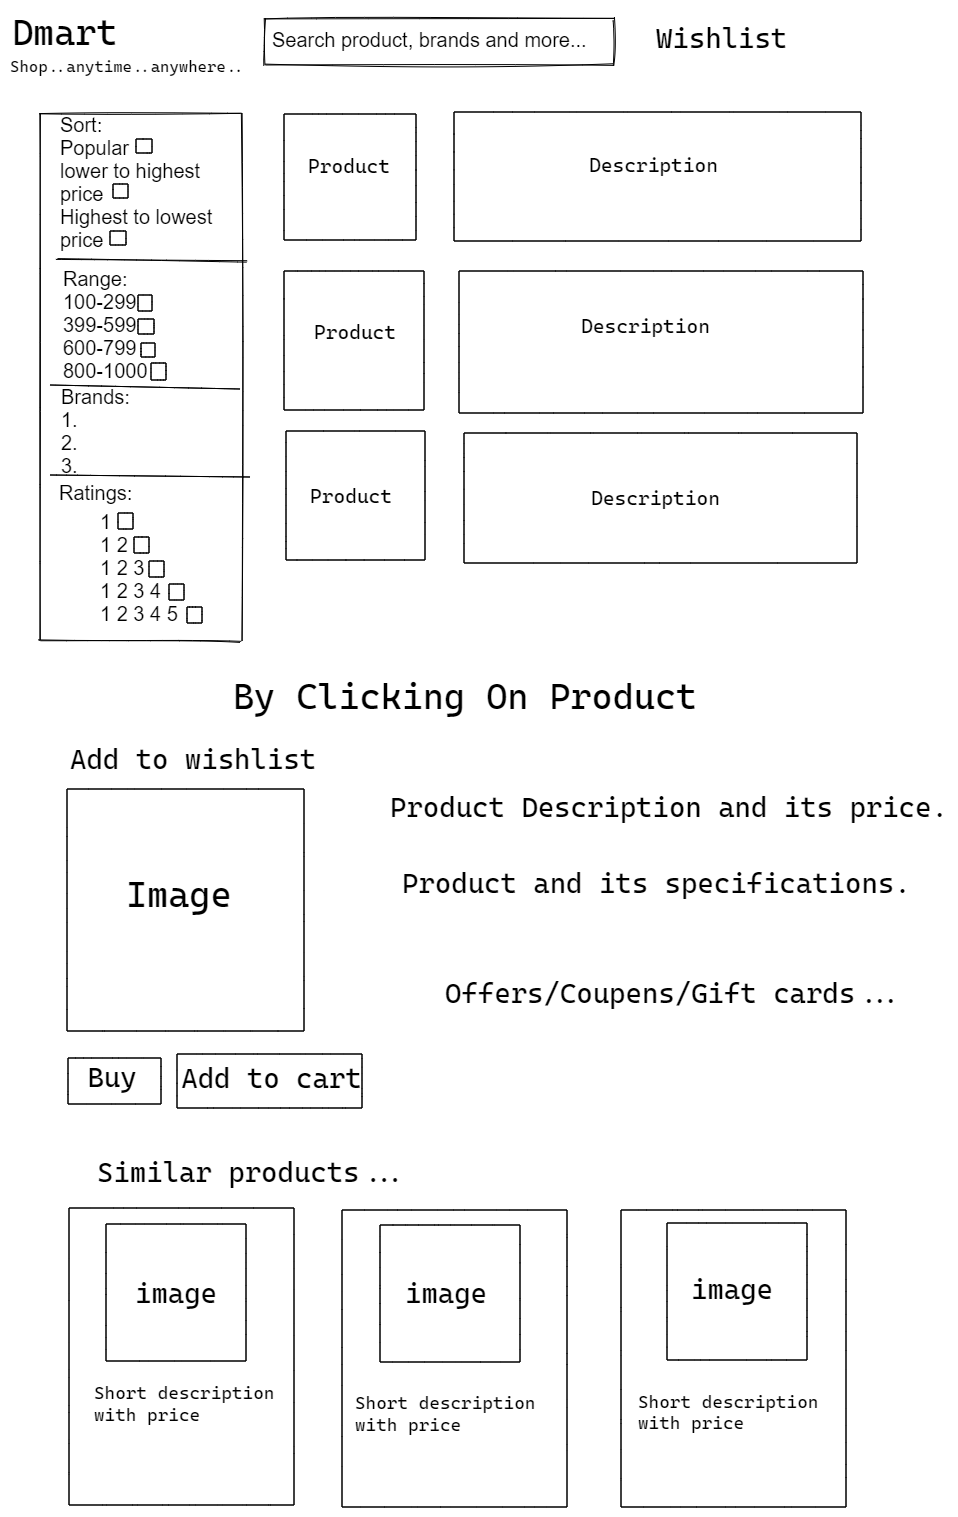 Dmart
Shop..anytime..anywhere..
Search product, brands and more...
Wishlist
Sort:
Popular
lower to highest
price
Highest to lowest
price
Range:
100-299
399-599
600-799
800-1000
Brands:
1.
2.
3.
Ratings:
1
1 2
1 2 3
1 2 3 4
1 2 3 4 5
Product
Description
Product
Description
Product
Description
By Clicking On Product
Add to wishlist
Image
Product Description and its price.
Product and its specifications.
Offers/Coupens/Gift cards...
Buy
Add to cart
Similar products...
image
Short description
with price
image
Short description
with price
image
Short description
with price